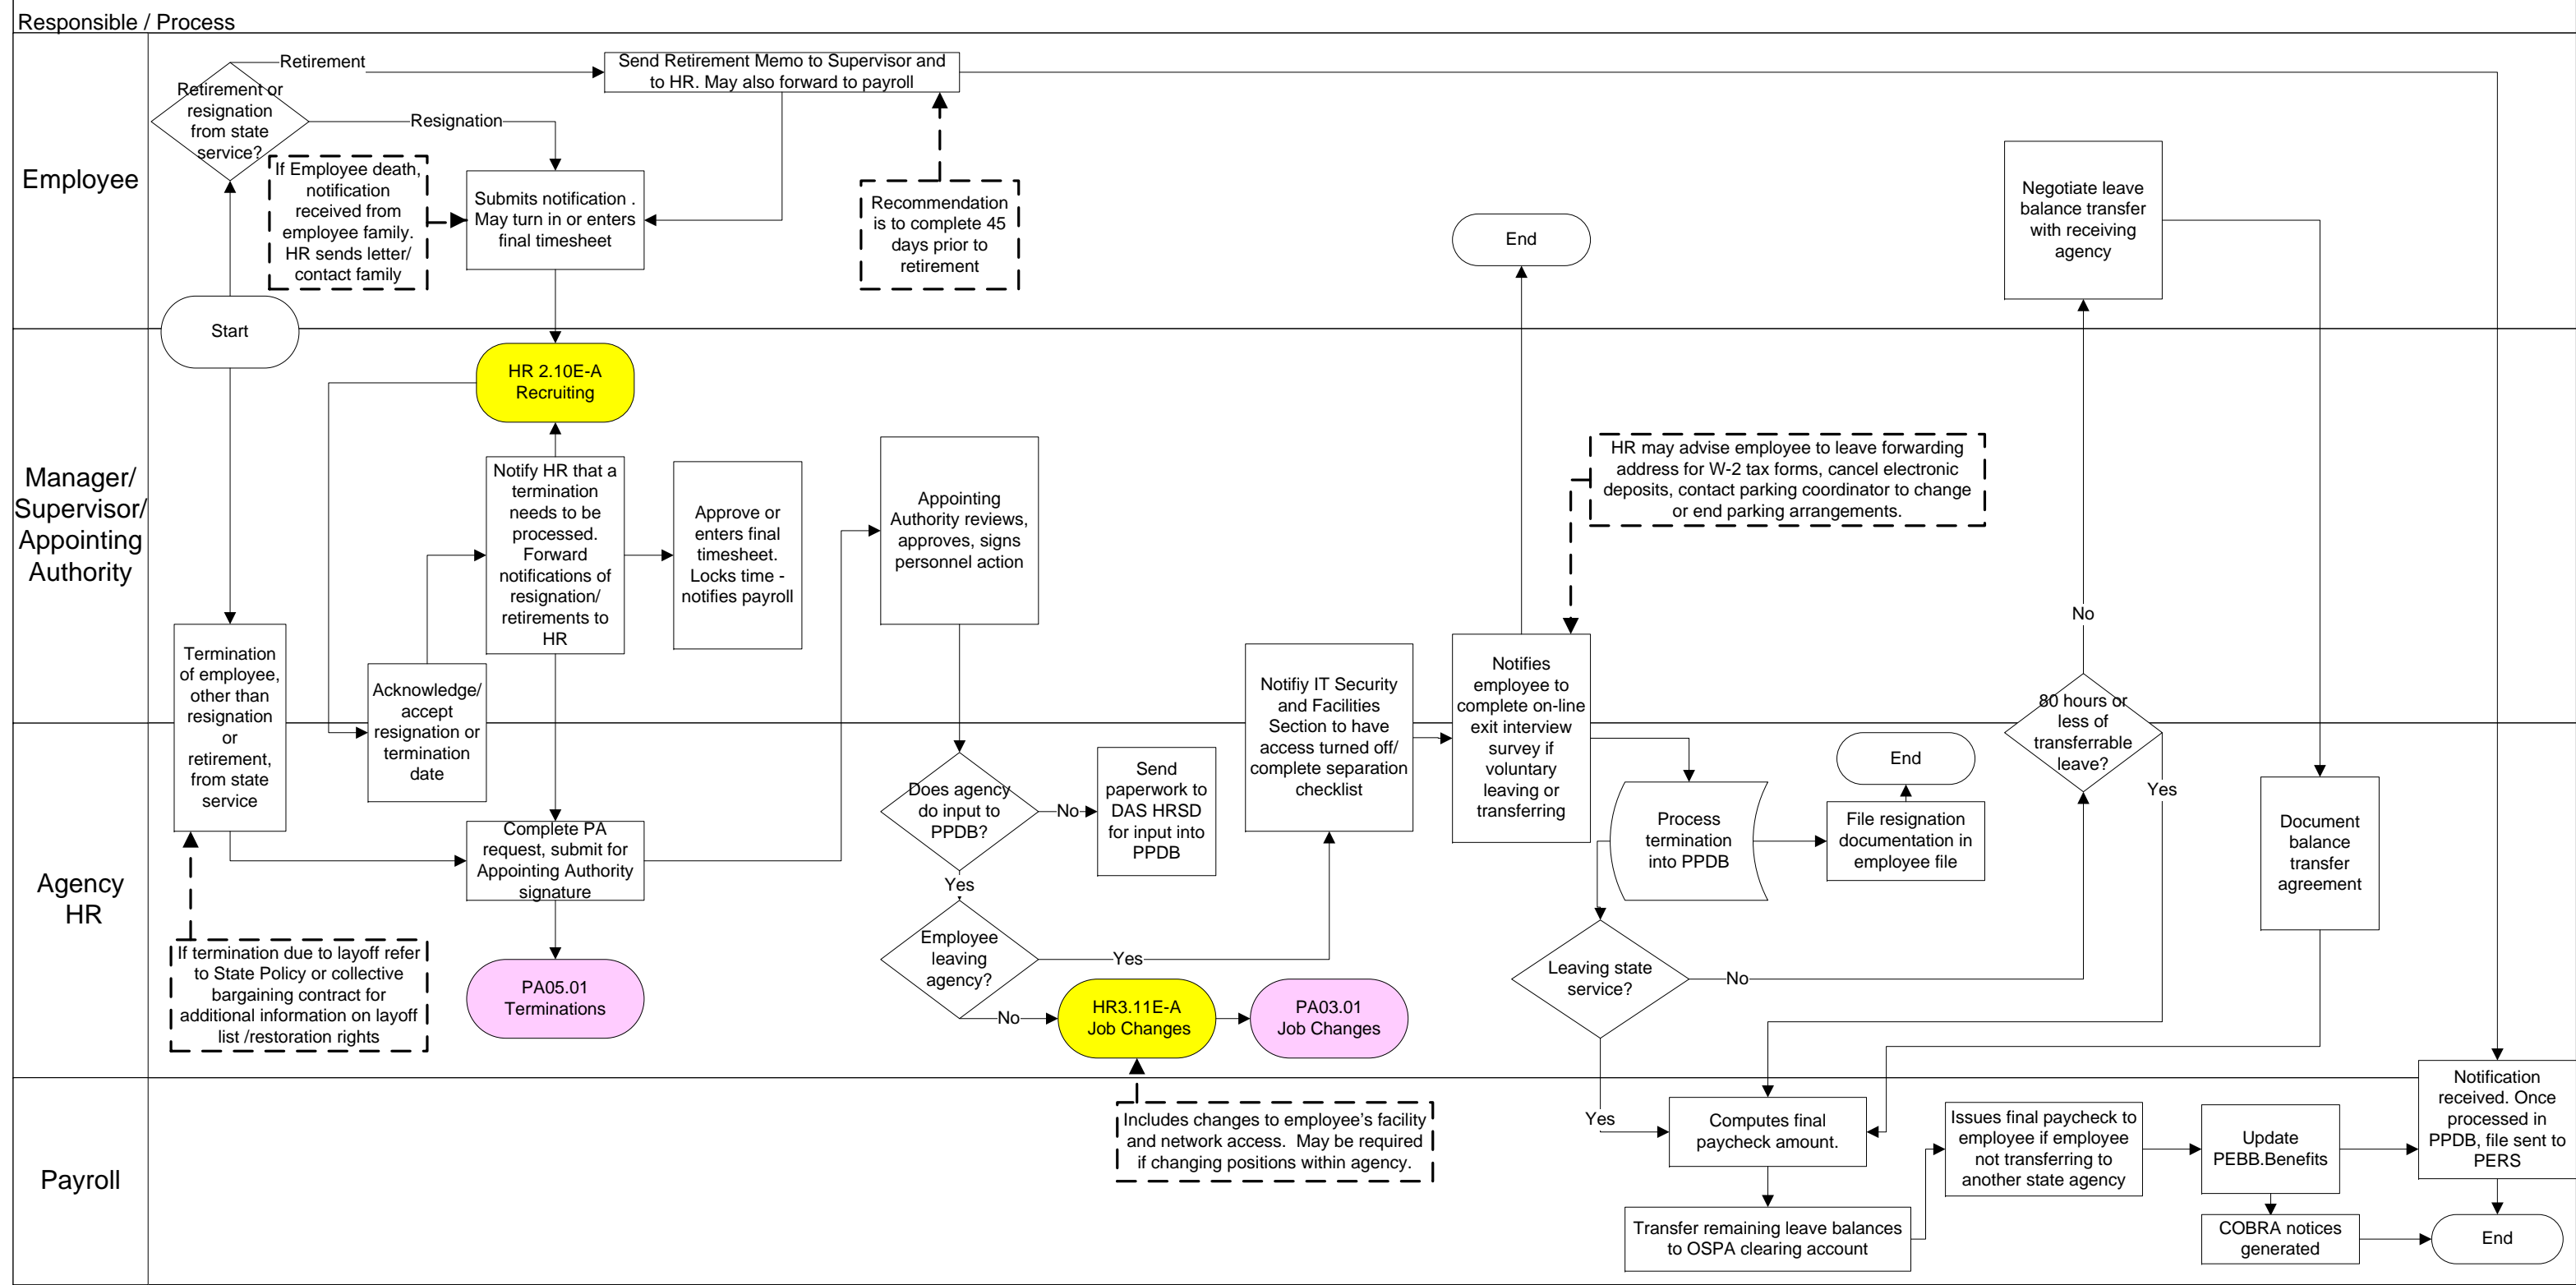 Responsible / Process
Employee
Retirement or
resignation
from state
service?
Retirement
Resignation
Send Retirement Memo to Supervisor and
to HR. May also forward to payroll
If Employee death,
notification
received from
employee family.
HR sends letter/
contact family
Submits notification .
May turn in or enters
final timesheet
Recommendation
is to complete 45
days prior to
retirement
End
Negotiate leave
balance transfer
with receiving
agency
Start
Manager/
Supervisor/
Appointing
Authority
HR 2.10E-A
Recruiting
Notify HR that a
termination
needs to be
processed.
Forward
notifications of
resignation/
retirements to
HR
Approve or
enters final
timesheet.
Locks time -
notifies payroll
Appointing
Authority reviews,
approves, signs
personnel action
HR may advise employee to leave forwarding
address for W-2 tax forms, cancel electronic
deposits, contact parking coordinator to change
or end parking arrangements.
No
Termination
of employee,
other than
resignation
or
retirement,
from state
service
Acknowledge/
accept
resignation or
termination
date
Notifiy IT Security
and Facilities
Section to have
access turned off/
complete separation
checklist
Notifies
employee to
complete on-line
exit interview
survey if
voluntary
leaving or
transferring
80 hours or
less of
transferrable
leave?
Yes
Agency
HR
Complete PA
request, submit for
Appointing Authority
signature
Does agency
do input to
PPDB?
No
Send
paperwork to
DAS HRSD
for input into
PPDB
Yes
Process
termination
into PPDB
End
File resignation
documentation in
employee file
Document
balance
transfer
agreement
If termination due to layoff refer
to State Policy or collective
bargaining contract for
additional information on layoff
list /restoration rights
PA05.01
Terminations
Employee
leaving
agency?
Yes
No
HR3.11E-A
Job Changes
PA03.01
Job Changes
Leaving state
service?
No
Yes
Payroll
Includes changes to employee’s facility
and network access.  May be required
if changing positions within agency.
Computes final
paycheck amount.
Transfer remaining leave balances
to OSPA clearing account
Issues final paycheck to
employee if employee
not transferring to
another state agency
Update
PEBB.Benefits
COBRA notices
generated
Notification
received. Once
processed in
PPDB, file sent to
PERS
End